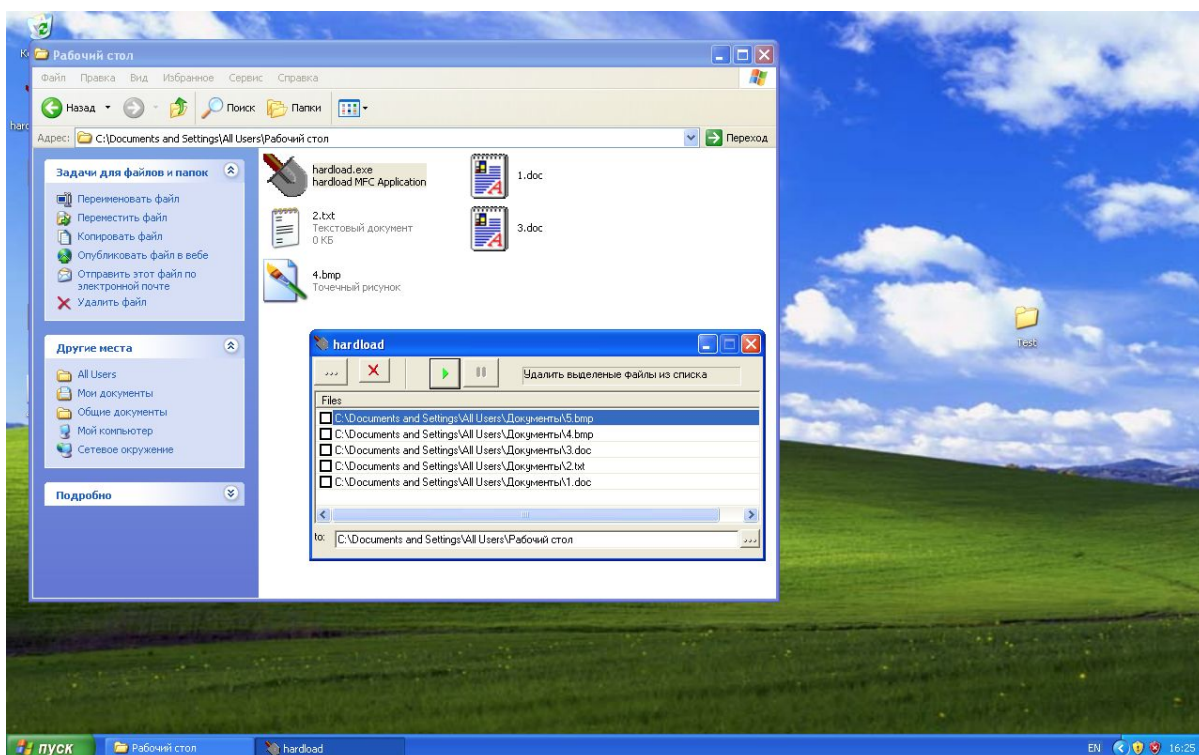 Рабочий стол
Файл Правка Вид Избранное Сервис Справка
Назад Поиск Папки
Адрес: C:\Documents and Settings\All Users\Рабочий стол Переход
Задачи для файлов и папок
Переименовать файл
Переместить файл
Копировать файл
Опубликовать файл в вебе
Отправить этот файл по
электронной почте
Удалить файл
Другие места
All Users
Мои документы
Общие документы
Мой компьютер
Сетевое окружение
Подробно
hardload.exe
hardload MFC Application
1.doc
2.txt
Текстовый документ
0 КБ
3.doc
4.bmp
Точечный рисунок
hardload
... Удалить выделеные файлы из списка
Files
C:\Documents and Settings\All Users\Документы\5.bmp
C:\Documents and Settings\All Users\Документы\4.bmp
C:\Documents and Settings\All Users\Документы\3.doc
C:\Documents and Settings\All Users\Документы\2.txt
C:\Documents and Settings\All Users\Документы\1.doc
to: C:\Documents and Settings\All Users\Рабочий стол ...
Test
пуск Рабочий стол hardload EN 16:25